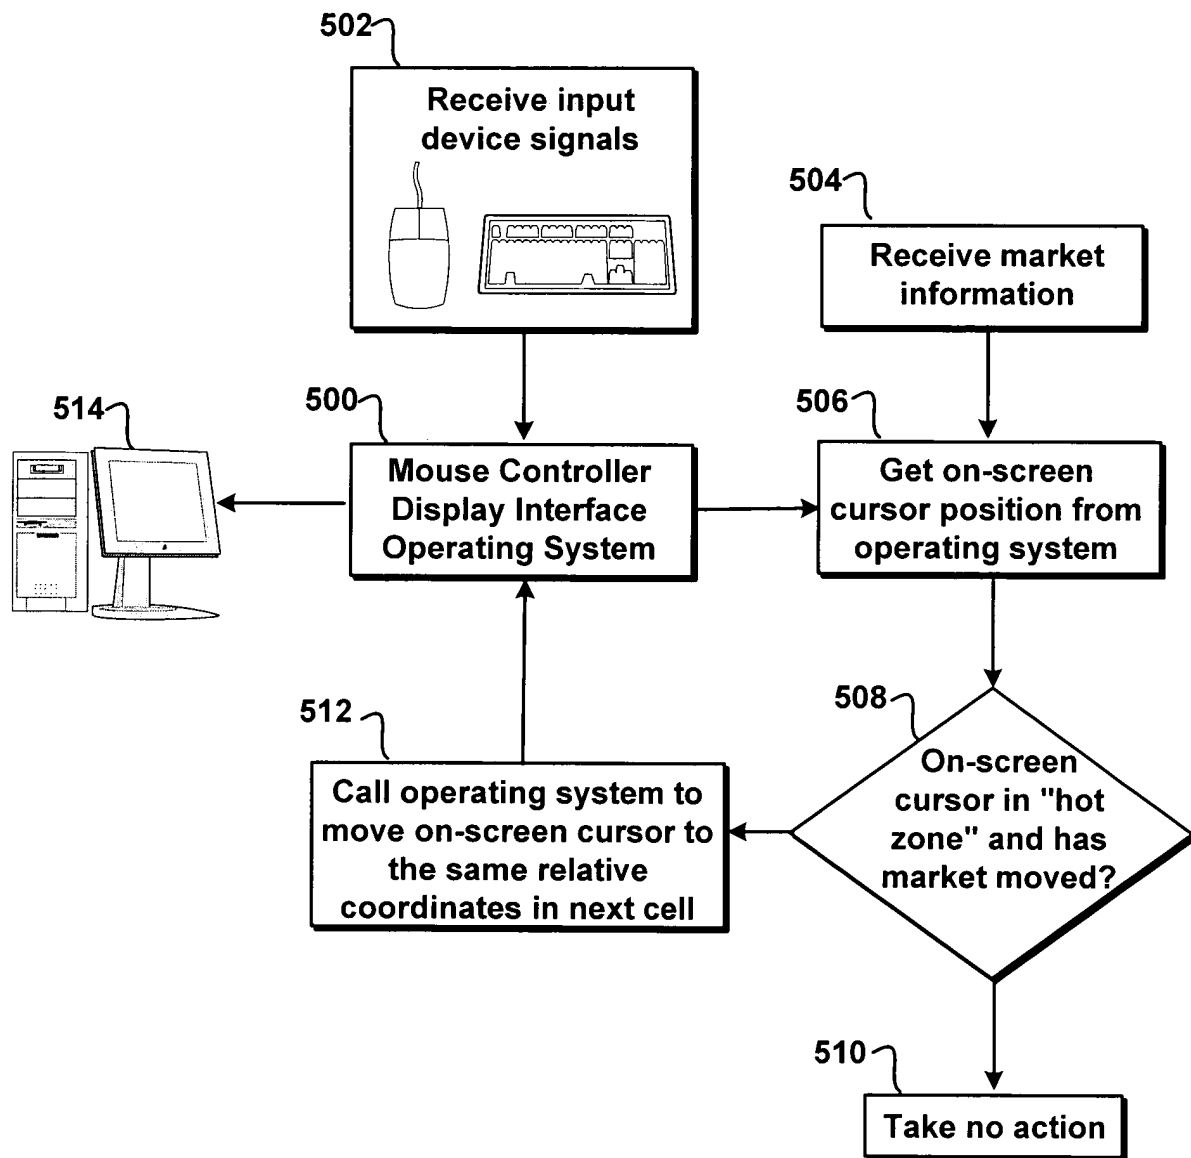 502
Receive input
device signals
504
Receive market
information
514
500
Mouse Controller
Display Interface
Operating System
506
Get on-screen
cursor position from
operating system
512
Call operating system to
move on-screen cursor to
the same relative
coordinates in next cell
508
On-screen
cursor in "hot
zone" and has
market moved?
510
Take no action